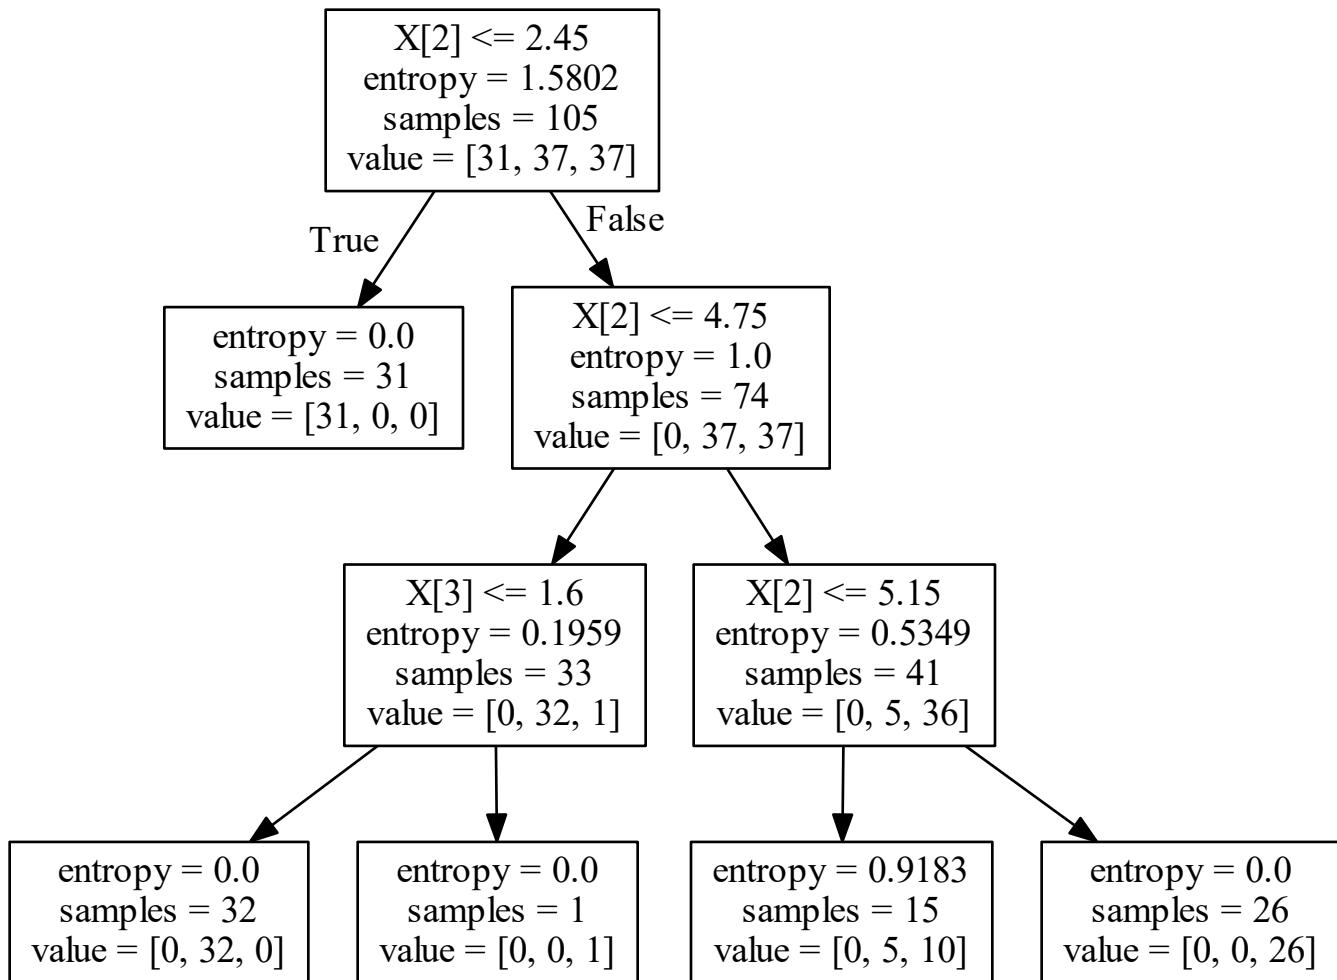 X[2] <= 2.45
entropy = 1.5802
samples = 105
value = [31, 37, 37]
True
False
entropy = 0.0
samples = 31
value = [31, 0, 0]
X[2] <= 4.75
entropy = 1.0
samples = 74
value = [0, 37, 37]
X[3] <= 1.6
entropy = 0.1959
samples = 33
value = [0, 32, 1]
X[2] <= 5.15
entropy = 0.5349
samples = 41
value = [0, 5, 36]
entropy = 0.0
samples = 32
value = [0, 32, 0]
entropy = 0.0
samples = 1
value = [0, 0, 1]
entropy = 0.9183
samples = 15
value = [0, 5, 10]
entropy = 0.0
samples = 26
value = [0, 0, 26]